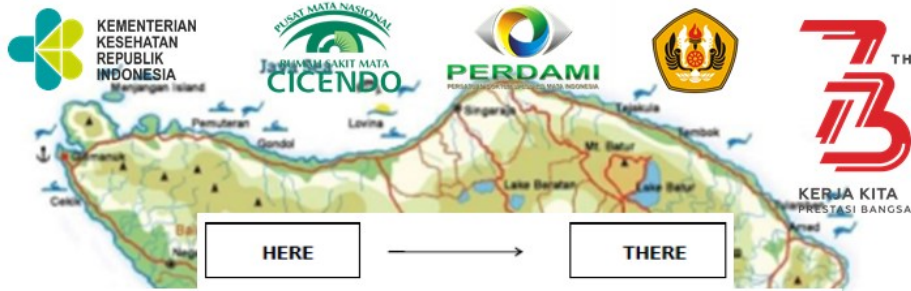 KEMENTERIAN
KESEHATAN
REPUBLIK
INDONESIA
PUSAT MATA NASIONAL
RUMAH SAKIT MATA
CICENDO
PERDAMI
TH
KERJA KITA
PRESTASI BANGSA
Menjangan Island
Pemuteran
Gondol
Lovina
Singaraja
Tejakula
Tembok
Mt. Batur
Gilimanuk
Lake Beratan
Lake Batur
Amed
HERE
THERE